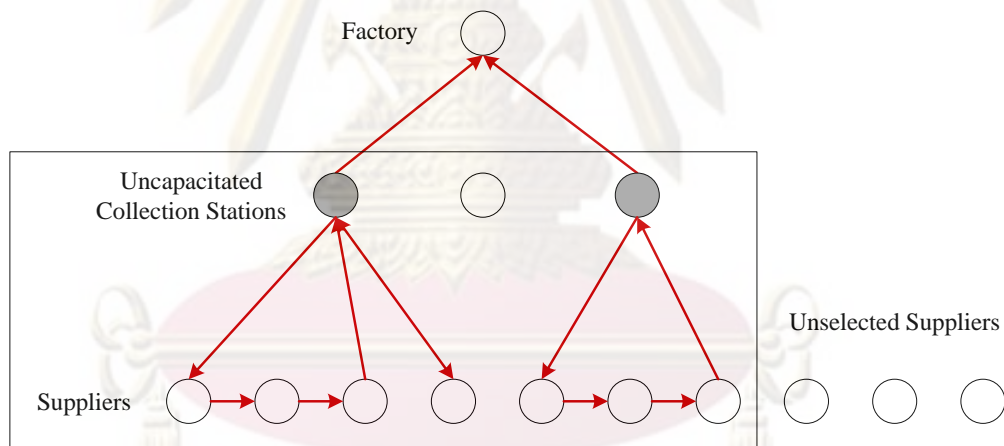 Factory
Uncapacitated
Collection Stations
Unselected Suppliers
Suppliers